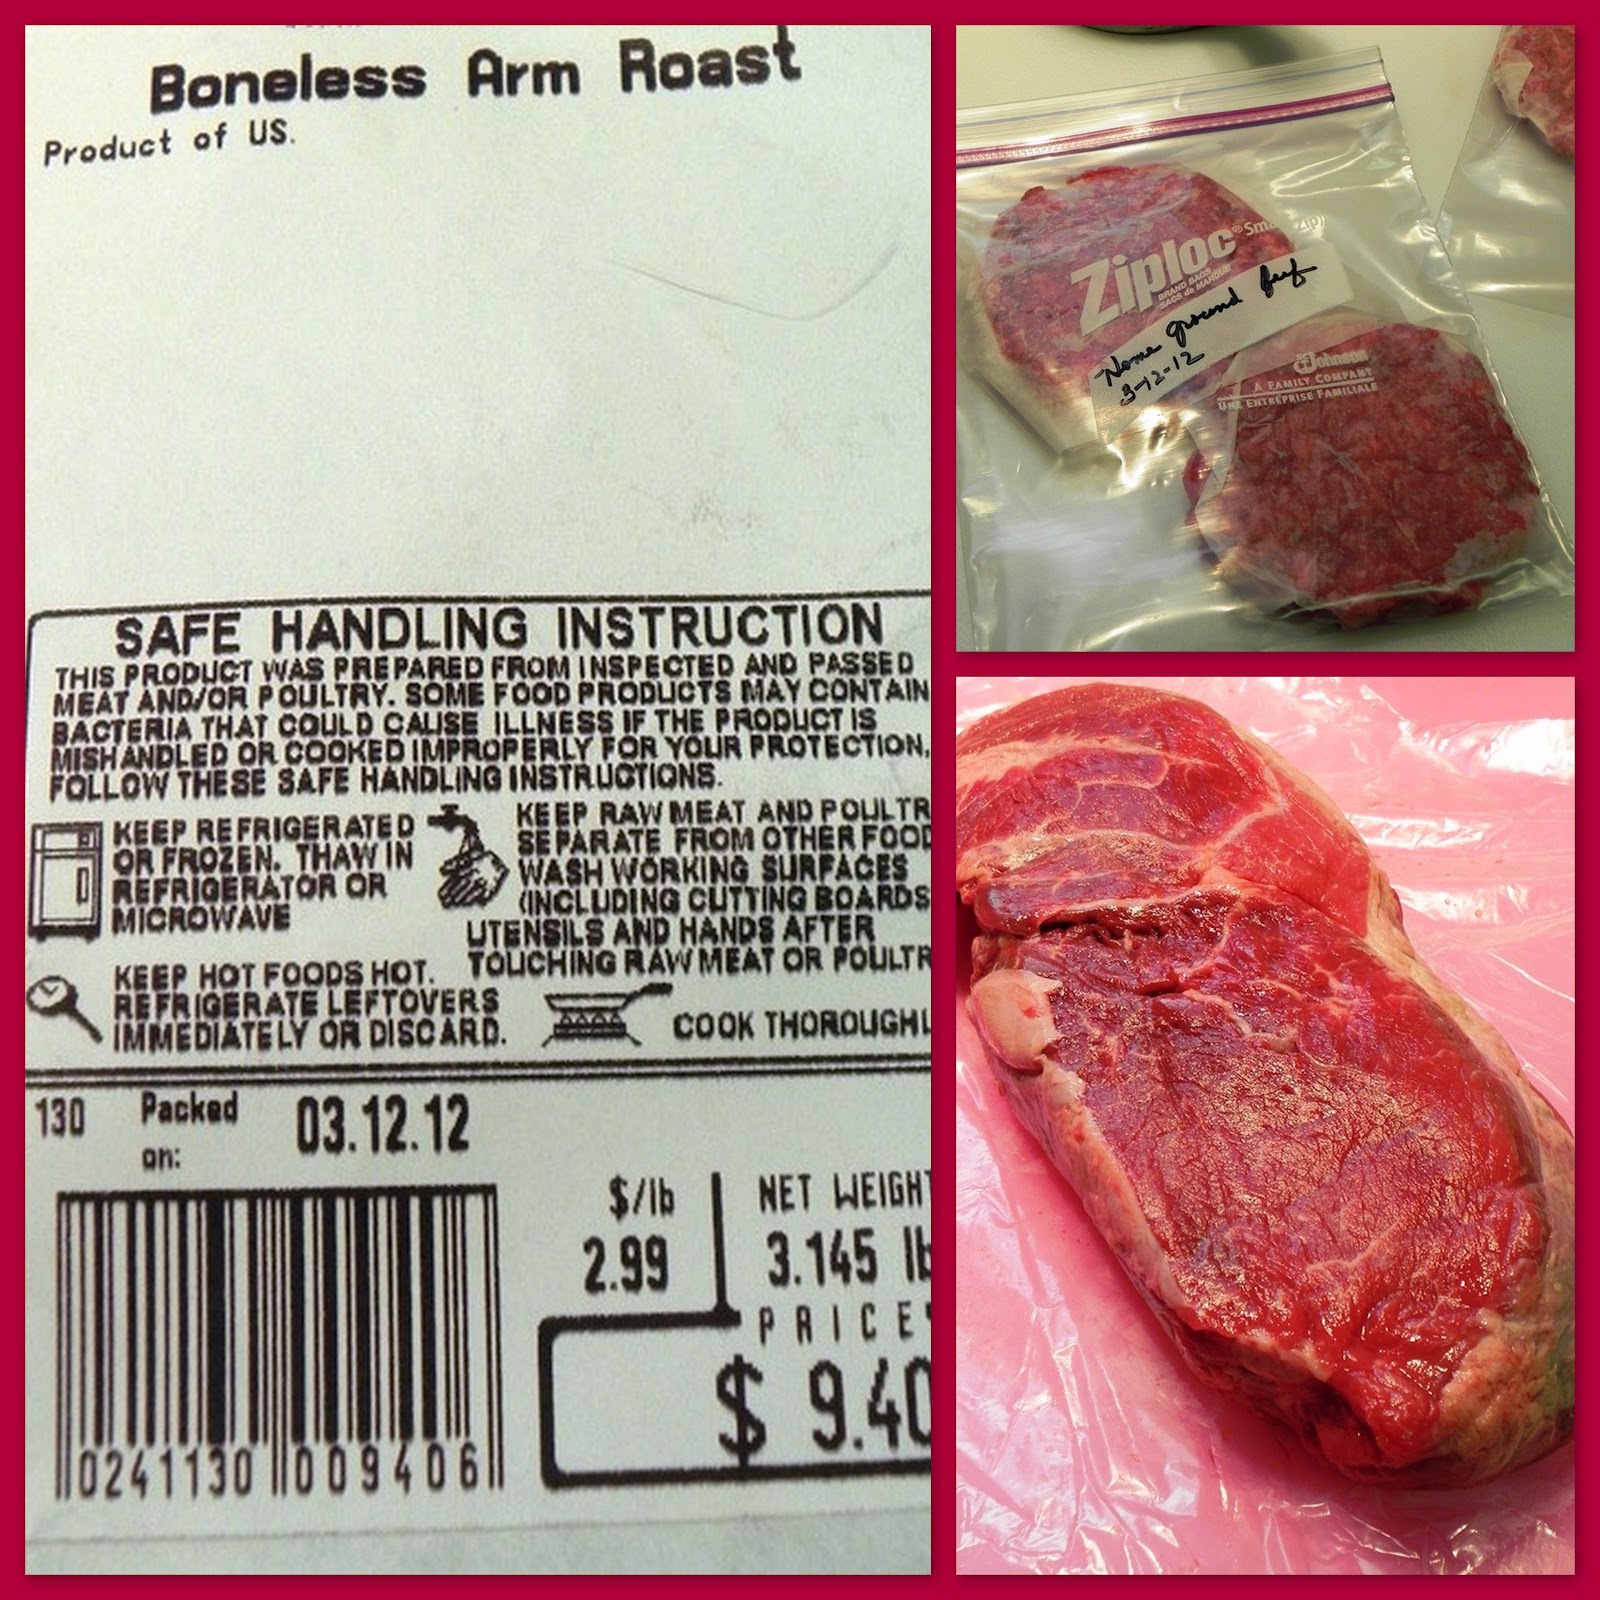 Boneless Arm Roast
Product of US.
SAFE HANDLING INSTRUCTION
THIS PRODUCT WAS PREPARED FROM INSPECTED AND PASSED
MEAT AND/OR POULTRY. SOME FOOD PRODUCTS MAY CONTAIN
BACTERIA THAT COULD CAUSE ILLNESS IF THE PRODUCT IS
MISHANDLED OR COOKED IMPROPERLY FOR YOUR PROTECTION,
FOLLOW THESE SAFE HANDLING INSTRUCTIONS.
KEEP REFRIGERATED
OR FROZEN. THAW IN
REFRIGERATOR OR
MICROWAVE
KEEP RAW MEAT AND POULTR
SEPARATE FROM OTHER FOOD
WASH WORKING SURFACES
(INCLUDING CUTTING BOARDS
UTENSILS AND HANDS AFTER
TOUCHING RAW MEAT OR POULTR
KEEP HOT FOODS HOT.
REFRIGERATE LEFTOVERS
IMMEDIATELY OR DISCARD.
COOK THOROUGHL
130 Packed on: 03.12.12
$/lb
2.99
NET WEIGHT
3.145 lb
PRICE
$ 9.40
0241130 009406
Ziploc®
BRAND BAGS
SACS de MARQUE
Home ground beef
3-12-12
Johnson
A FAMILY COMPANY
UNE ENTREPRISE FAMILIALE